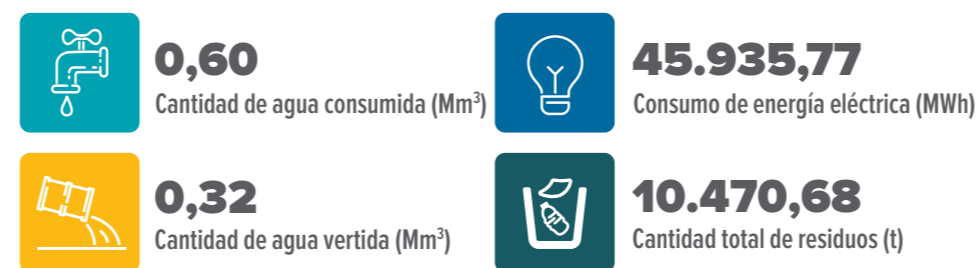 0,60
Cantidad de agua consumida (Mm³)
45.935,77
Consumo de energía eléctrica (MWh)
0,32
Cantidad de agua vertida (Mm³)
10.470,68
Cantidad total de residuos (t)